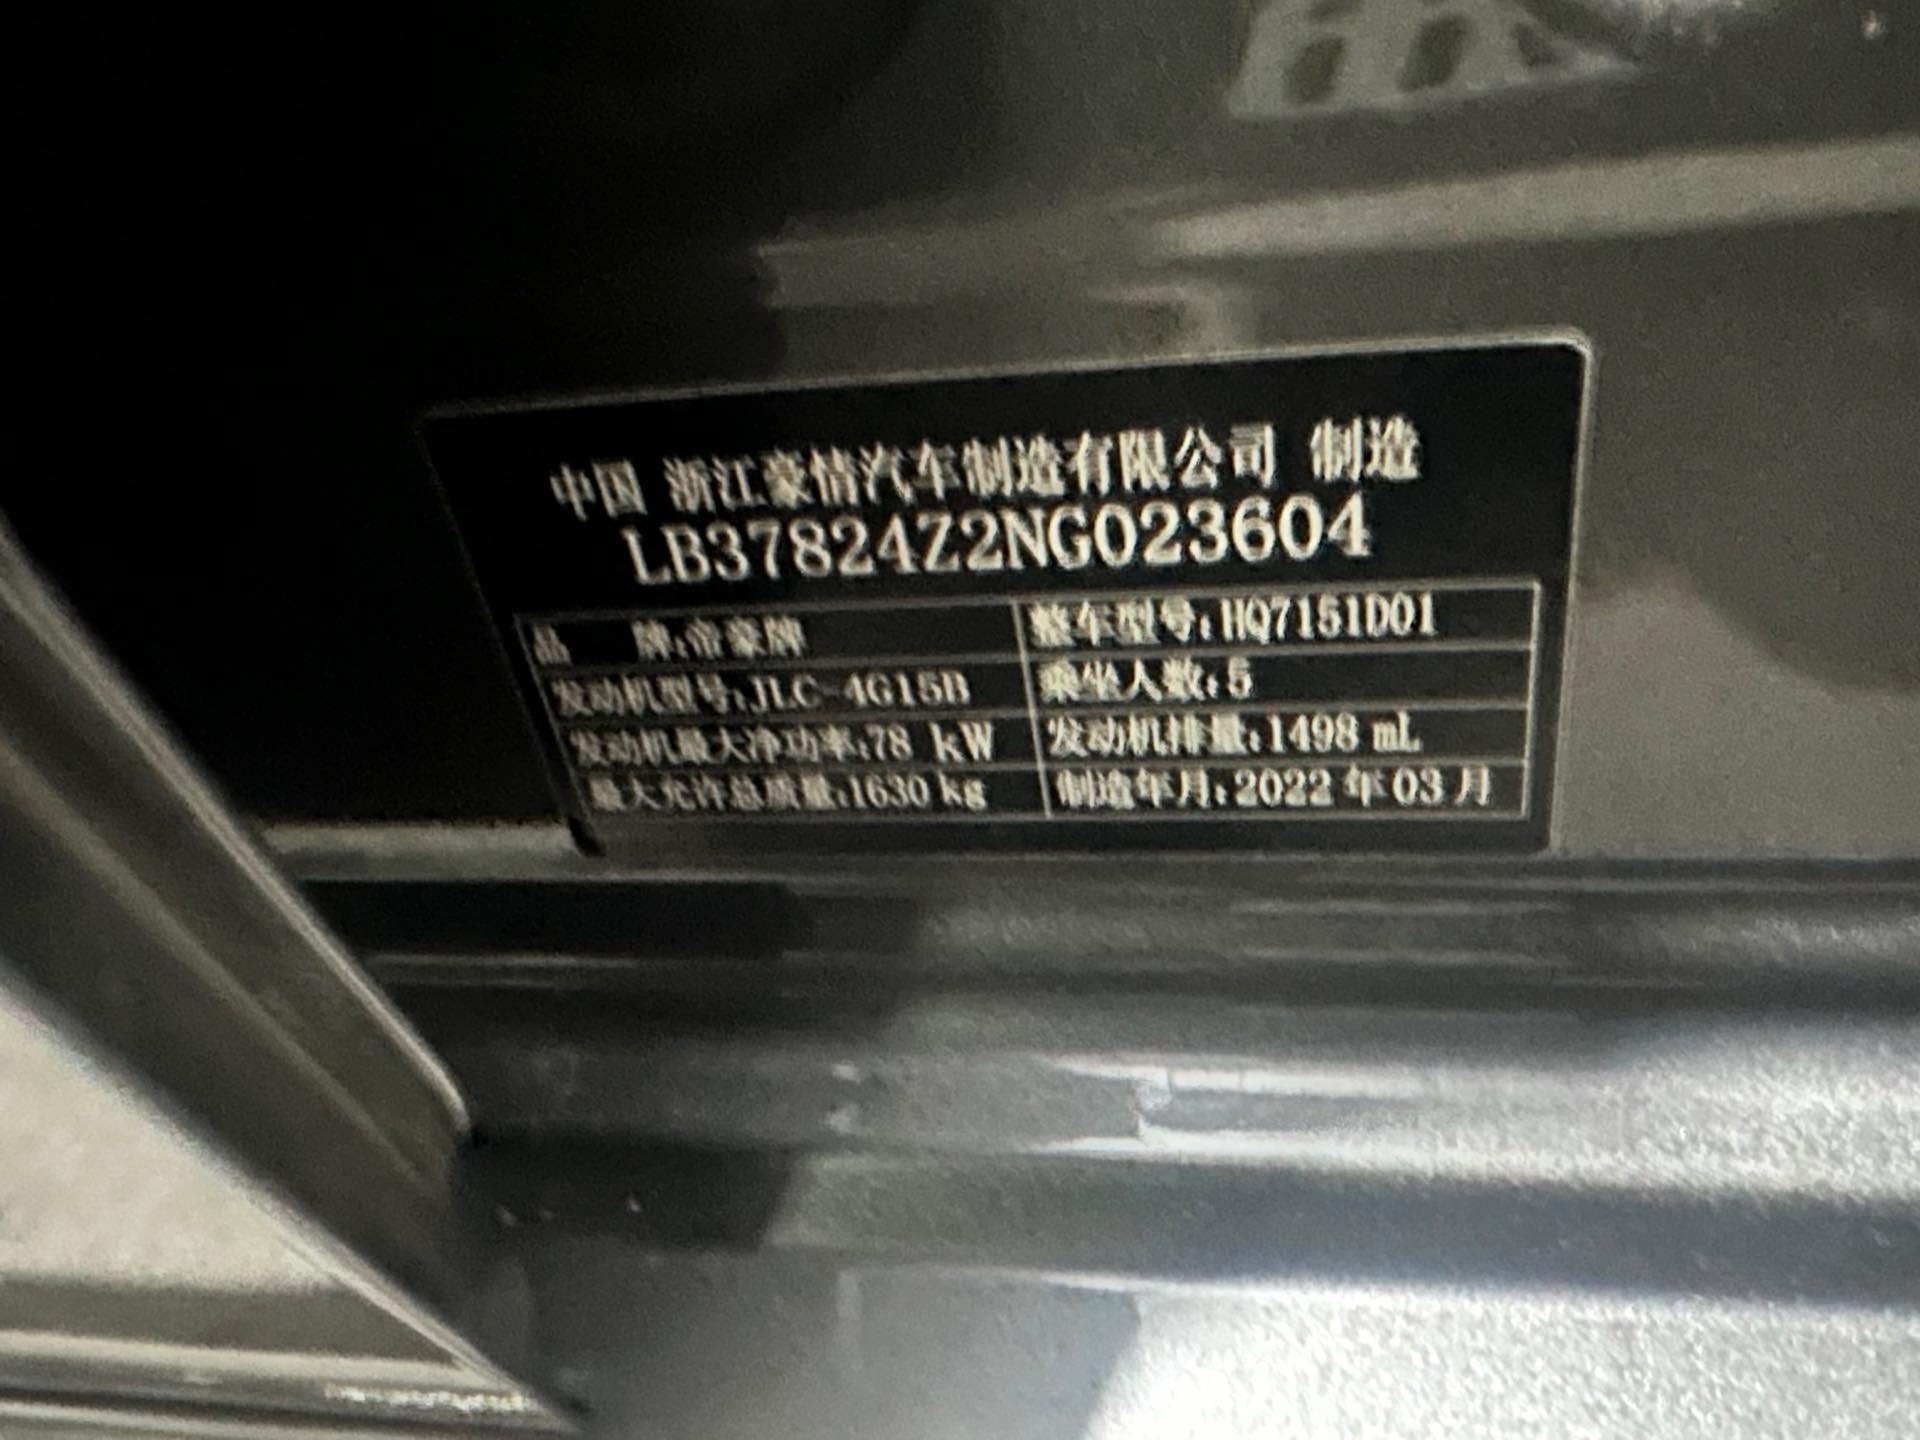 中国 浙江豪情汽车制造有限公司 制造
LB37824Z2NG023604
品 牌:帝豪牌 整车型号:HQ7151D01
发动机型号:JLC-4G15B 乘坐人数:5
发动机最大净功率:78 kW 发动机排量:1498 mL
最大允许总质量:1630 kg 制造年月:2022 年 03 月